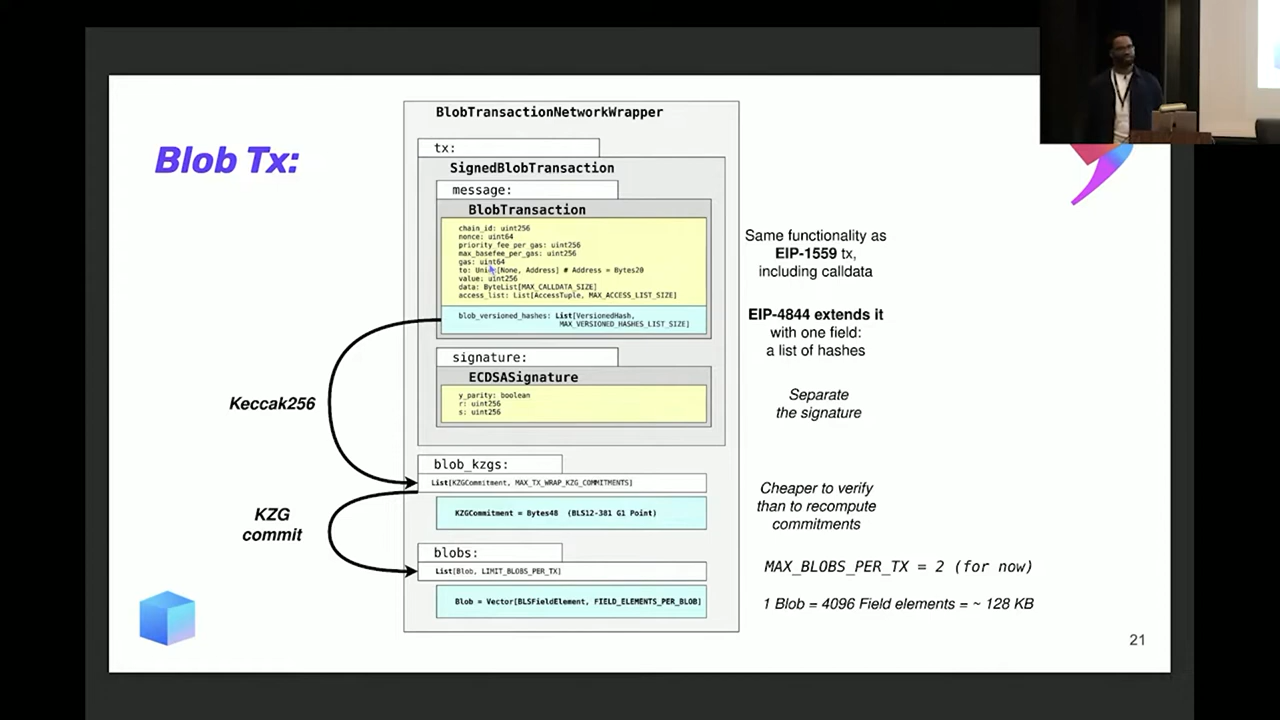 Blob Tx:
BlobTransactionNetworkWrapper
tx:
SignedBlobTransaction
message:
BlobTransaction
chain_id: uint256
nonce: uint64
priority fee per gas: uint256
max_basefee_per_gas: uint256
gas: uint64
to: Union[None, Address] # Address = Bytes20
value: uint256
data: ByteList[MAX_CALLDATA_SIZE]
access_list: List[AccessTuple, MAX_ACCESS_LIST_SIZE]
blob_versioned_hashes: List[VersionedHash,
MAX_VERSIONED_HASHES_LIST_SIZE]
signature:
ECDSASignature
y_parity: boolean
r: uint256
s: uint256
blob_kzgs:
List[KZGCommitment, MAX_TX_WRAP_KZG_COMMITMENTS]
KZGCommitment = Bytes48 (BLS12-381 G1 Point)
blobs:
List[Blob, LIMIT_BLOBS_PER_TX]
Blob = Vector[BLSFieldElement, FIELD_ELEMENTS_PER_BLOB]
Keccak256
KZG
commit
Same functionality as
EIP-1559 tx,
including calldata
EIP-4844 extends it
with one field:
a list of hashes
Separate
the signature
Cheaper to verify
than to recompute
commitments
MAX_BLOBS_PER_TX = 2 (for now)
1 Blob = 4096 Field elements = ~ 128 KB
21